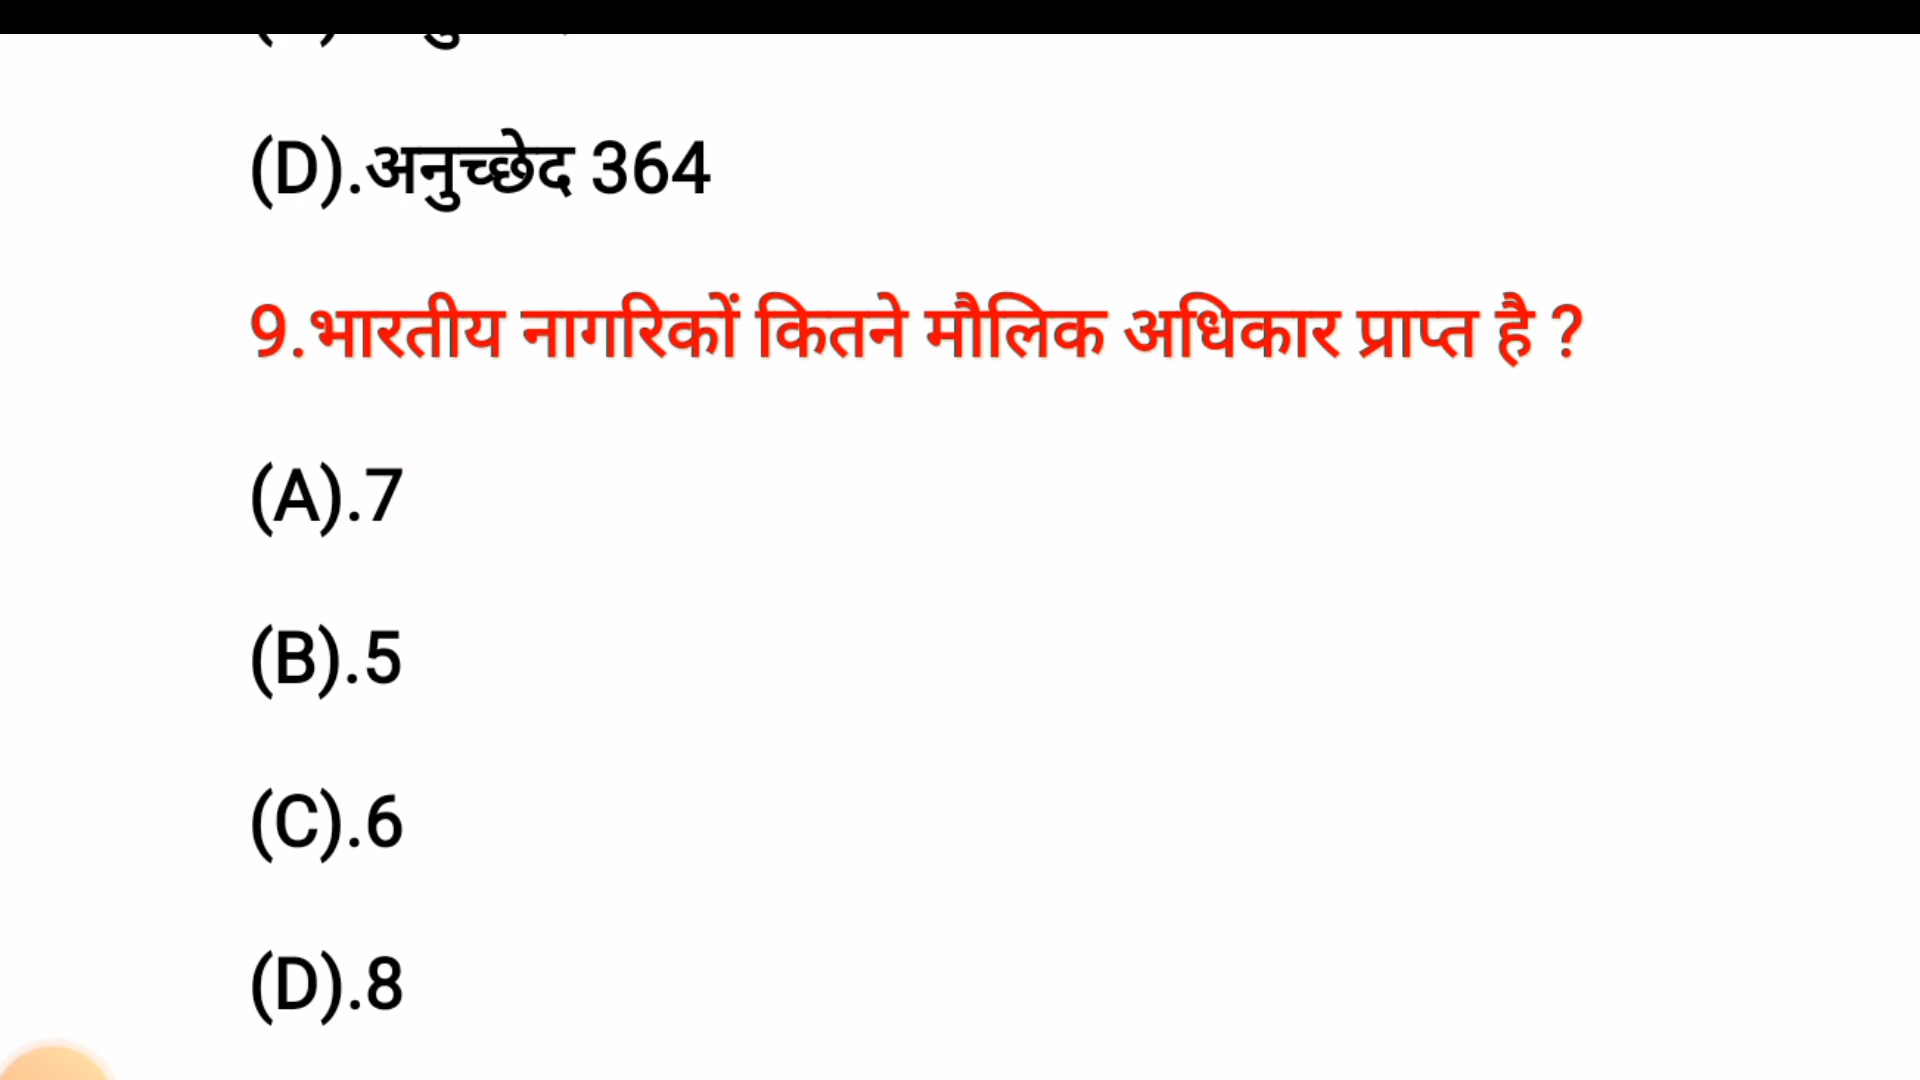 (D).अनुच्छेद 364
9.भारतीय नागरिकों कितने मौलिक अधिकार प्राप्त है ?
(A).7
(B).5
(C).6
(D).8